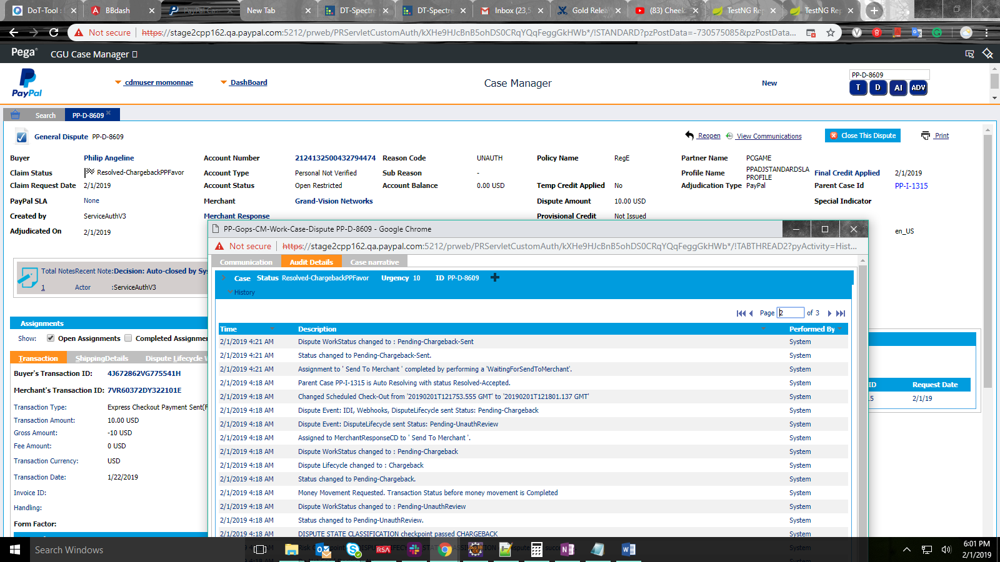 DoT-Tool :
BBdash
PayPal Cas
New Tab
DT-Spectre
DT-Spectre
Inbox (23,5
Gold Relea
(83) Cheek
TestNG Rep
TestNG Rep
Not secure | https://stage2cpp162.qa.paypal.com:5212/prweb/PRServletCustomAuth/kXHe9HJcBnB5ohDS0CRqYQqFeggGkHWb*/!STANDARD?pzPostData=-730575085&pzPostData...
Pega CGU Case Manager
PayPal
cdmuser momonnae DashBoard Case Manager New PP-D-8609
T D AI ADV
Search PP-D-8609
General Dispute PP-D-8609 Reopen View Communications Close This Dispute Print
Buyer Philip Angeline Account Number 2124132500432794474 Reason Code UNAUTH Policy Name RegE Partner Name PCGAME
Claim Status Resolved-ChargebackPPFavor Account Type Personal Not Verified Sub Reason - Profile Name PPADJSTANDARDSLA PROFILE Final Credit Applied 2/1/2019
Claim Request Date 2/1/2019 Account Status Open Restricted Account Balance 0.00 USD Temp Credit Applied No Adjudication Type PayPal Parent Case Id PP-I-1315
PayPal SLA None Merchant Grand-Vision Networks Dispute Amount 10.00 USD Special Indicator
Created by ServiceAuthV3 Merchant Response Provisional Credit Not Issued
Adjudicated On 2/1/2019 en_US
Total Notes Recent Note: Decision: Auto-closed by Sys
1 Actor :ServiceAuthV3
Assignments
Show: Open Assignments Completed Assignmen
Transaction ShippingDetails Dispute Lifecycle
Buyer's Transaction ID: 4J672862VG775541H
Merchant's Transaction ID: 7VR60372DY322101E
Transaction Type: Express Checkout Payment Sent(F
Transaction Amount: 10.00 USD
Gross Amount: -10 USD
Fee Amount: 0 USD
Transaction Currency: USD
Transaction Date: 1/22/2019
Invoice ID:
Handling:
Form Factor:
PP-Gops-CM-Work-Case-Dispute PP-D-8609 - Google Chrome
Not secure | https://stage2cpp162.qa.paypal.com:5212/prweb/PRServletCustomAuth/kXHe9HJcBnB5ohDS0CRqYQqFeggGkHWb*/!TABTHREAD2?pyActivity=Hist...
Communication Audit Details Case narrative
Case Status Resolved-ChargebackPPFavor Urgency 10 ID PP-D-8609
History
Page 2 of 3
Time Description Performed By
2/1/2019 4:21 AM Dispute WorkStatus changed to : Pending-Chargeback-Sent System
2/1/2019 4:21 AM Status changed to Pending-Chargeback-Sent. System
2/1/2019 4:21 AM Assignment to ' Send To Merchant ' completed by performing a 'WaitingForSendToMerchant'. System
2/1/2019 4:18 AM Parent Case PP-I-1315 is Auto Resolving with status Resolved-Accepted. System
2/1/2019 4:18 AM Changed Scheduled Check-Out from '20190201T121753.555 GMT' to '20190201T121801.137 GMT' System
2/1/2019 4:18 AM Dispute Event: IDI, Webhooks, DisputeLifecycle sent Status: Pending-Chargeback System
2/1/2019 4:18 AM Dispute Event: DisputeLifecycle sent Status: Pending-UnauthReview System
2/1/2019 4:18 AM Assigned to MerchantResponseCD to ' Send To Merchant '. System
2/1/2019 4:18 AM Dispute WorkStatus changed to : Pending-Chargeback System
2/1/2019 4:18 AM Dispute Lifecycle changed to : Chargeback System
2/1/2019 4:18 AM Status changed to Pending-Chargeback. System
2/1/2019 4:18 AM Money Movement Requested. Transaction Status before money movement is Completed System
2/1/2019 4:18 AM Dispute WorkStatus changed to : Pending-UnauthReview System
2/1/2019 4:18 AM Status changed to Pending-UnauthReview. System
2/1/2019 4:18 AM DISPUTE STATE CLASSIFICATION checkpoint passed CHARGEBACK System
ID Request Date
.5 2/1/19
Search Windows
RSA
6:01 PM
2/1/2019